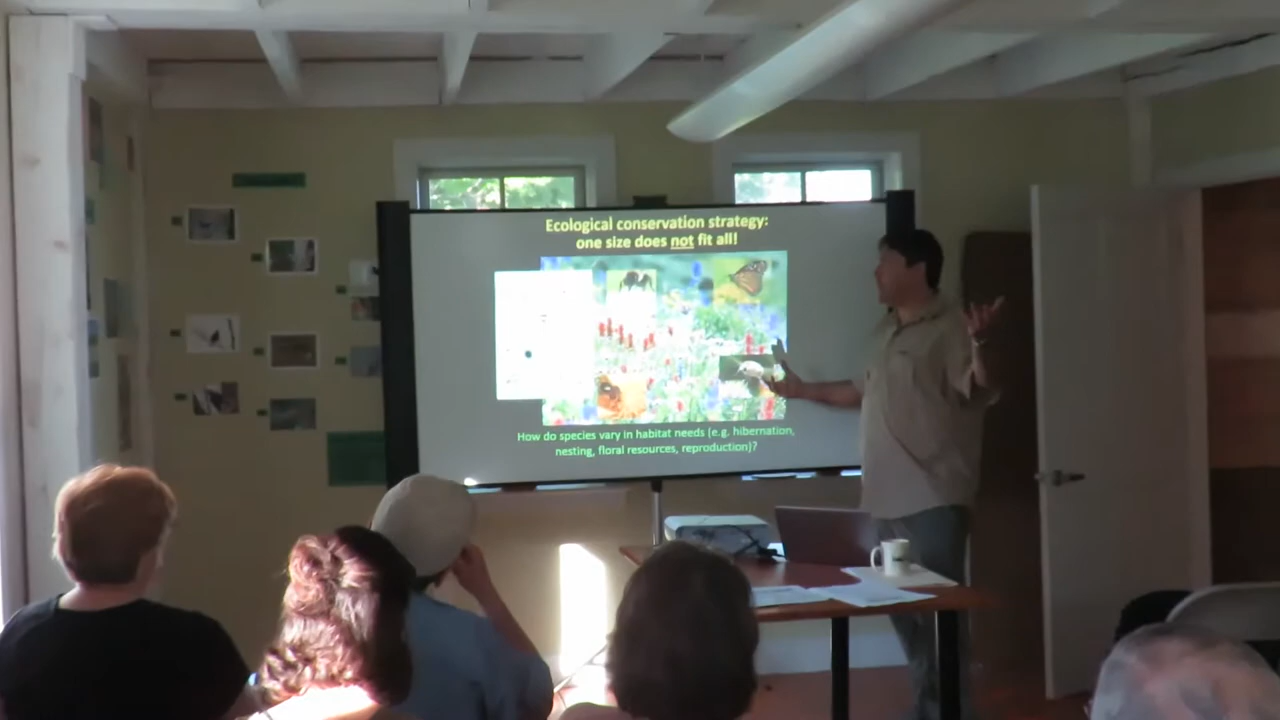 Ecological conservation strategy:
one size does not fit all!
How do species vary in habitat needs (e.g. hibernation,
nesting, floral resources, reproduction)?